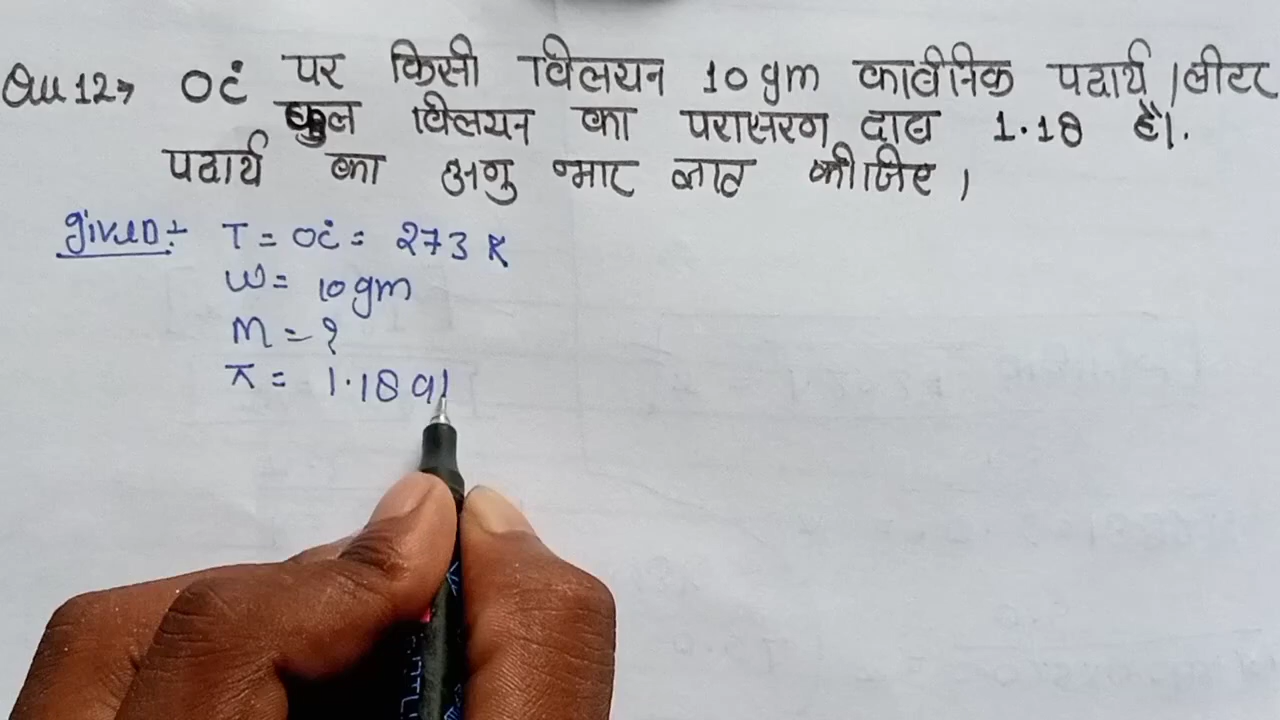 Qu 12→ 0°C पर किसी विलयन 10 gm कार्बनिक पदार्थ । लीटर
घुल विलयन का परासरण दाब 1.18 है।.
पदार्थ का अणु भार ज्ञात कीजिए ।
given:- T = 0°C = 273 K
W = 10 gm
M = ?
π = 1.18 at